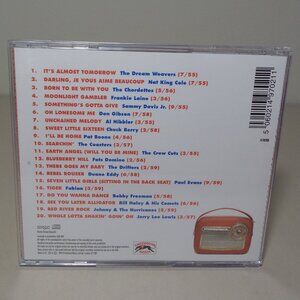 1. IT'S ALMOST TOMORROW The Dream Weavers (7/55)
2. DARLING, JE VOUS AIME BEAUCOUP Nat King Cole (7/55)
3. BORN TO BE WITH YOU The Chordettes (5/56)
4. MOONLIGHT GAMBLER Frankie Laine (3/56)
5. SOMETHING'S GOTTA GIVE Sammy Davis Jr. (5/55)
6. OH LONESOME ME Don Gibson (7/58)
7. UNCHAINED MELODY Al Hibbler (3/55)
8. SWEET LITTLE SIXTEEN Chuck Berry (2/58)
9. I'LL BE HOME Pat Boone (5/56)
10. SEARCHIN' The Coasters (3/57)
11. EARTH ANGEL (WILL YOU BE MINE) The Crew Cuts (3/55)
12. BLUEBERRY HILL Fats Domino (2/56)
13. THERE GOES MY BABY The Drifters (2/59)
14. REBEL ROUSER Duane Eddy (6/58)
15. SEVEN LITTLE GIRLS (SITTING IN THE BACK SEAT) Paul Evans (9/59)
16. TIGER Fabian (3/59)
17. DO YOU WANNA DANCE Bobby Freeman (5/58)
18. SEE YOU LATER ALLIGATOR Bill Haley & His Comets (6/56)
19. RED RIVER ROCK Johnny & The Hurricanes (5/59)
20. WHOLE LOTTA SHAKIN' GOIN' ON Jerry Lee Lewis (3/57)
5 060214 970211